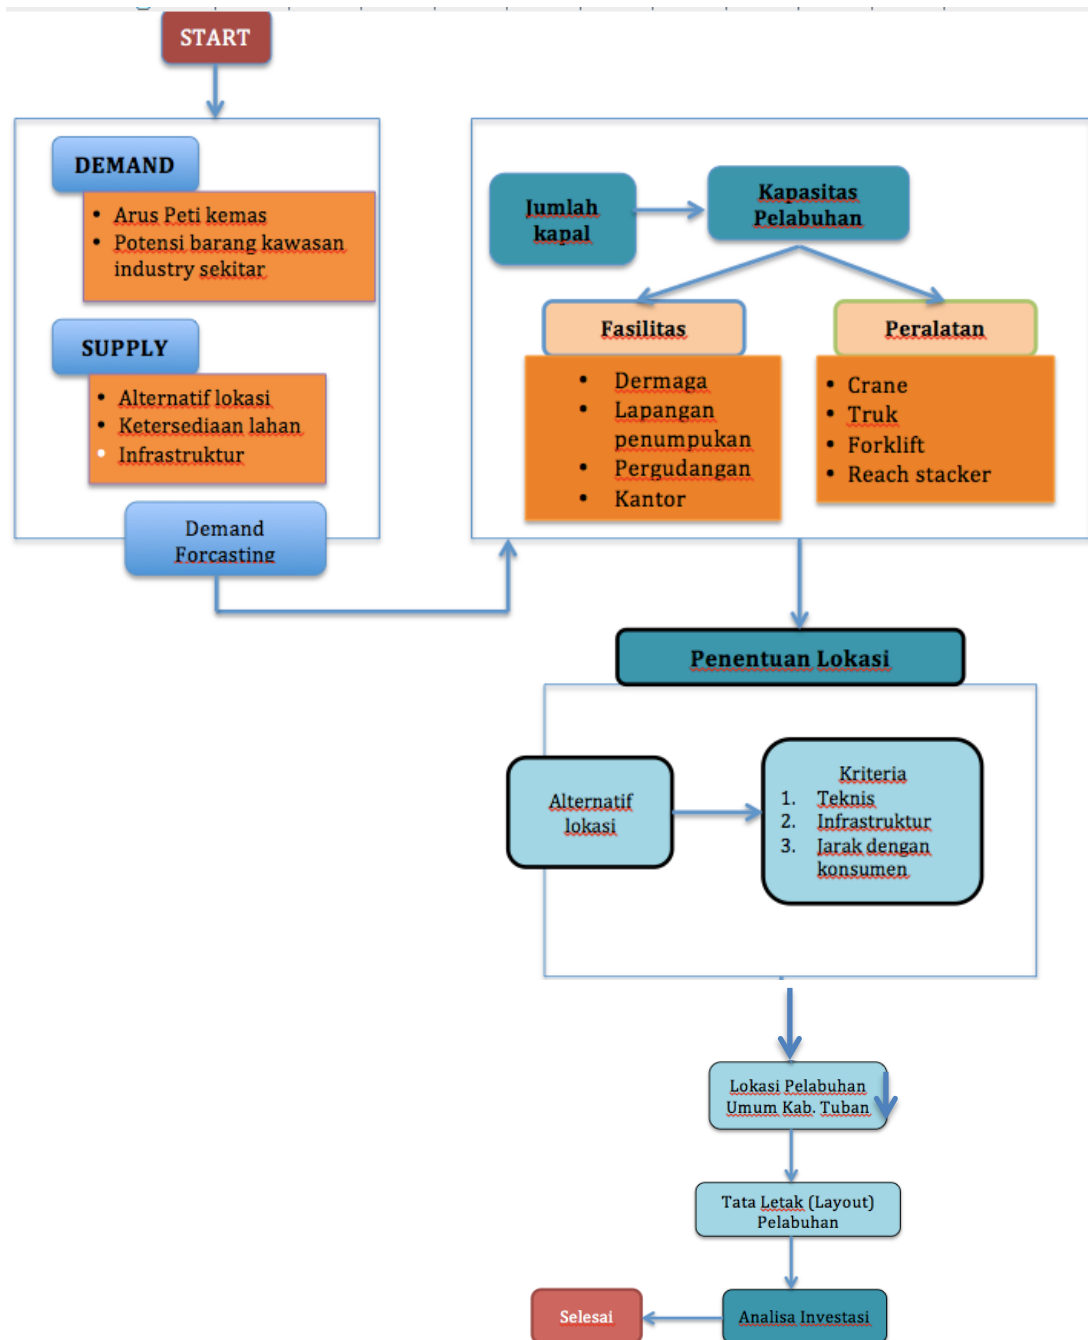 START
DEMAND
• Arus Peti kemas
• Potensi barang kawasan
industry sekitar
SUPPLY
• Alternatif lokasi
• Ketersediaan lahan
• Infrastruktur
Demand
Forcasting
Jumlah
kapal
Kapasitas
Pelabuhan
Fasilitas
• Dermaga
• Lapangan
penumpukan
• Pergudangan
• Kantor
Peralatan
• Crane
• Truk
• Forklift
• Reach stacker
Penentuan Lokasi
Alternatif
lokasi
Kriteria
1. Teknis
2. Infrastruktur
3. Jarak dengan
konsumen
Lokasi Pelabuhan
Umum Kab. Tuban
Tata Letak (Layout)
Pelabuhan
Analisa Investasi
Selesai